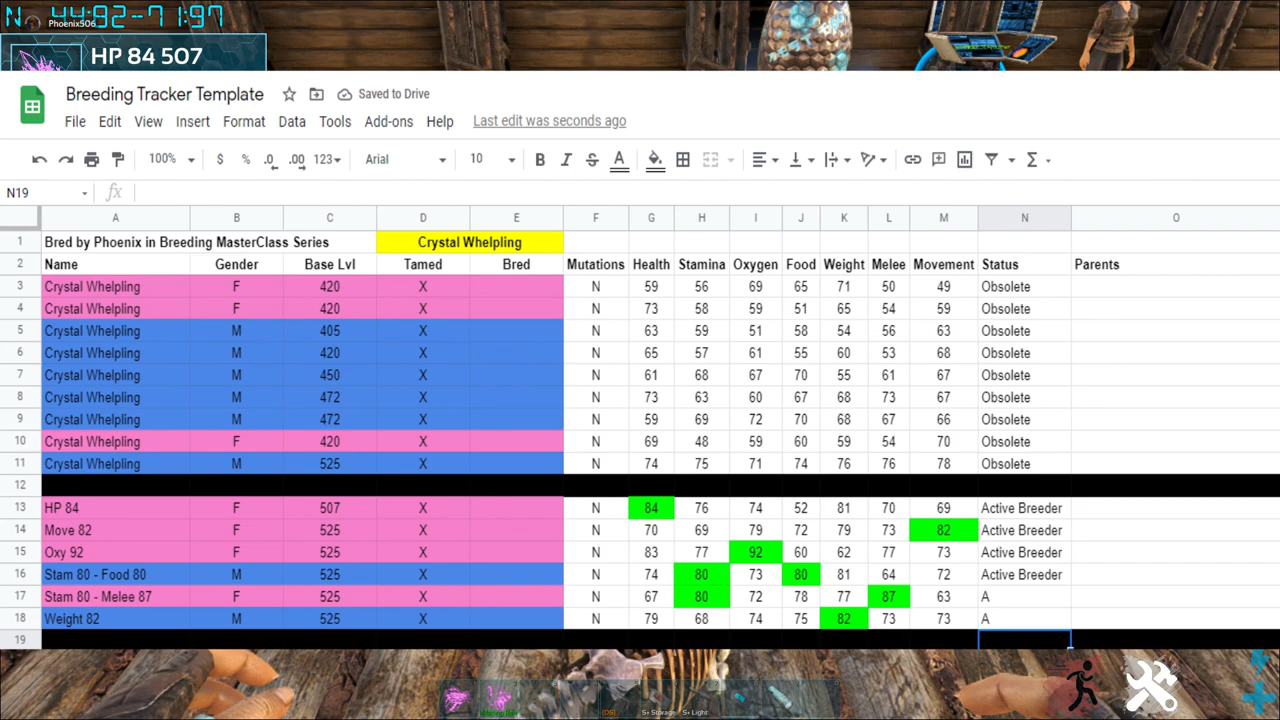 N 44.92-71.97
Phoenix506
HP 84 507
Breeding Tracker Template Saved to Drive
File Edit View Insert Format Data Tools Add-ons Help Last edit was seconds ago
100% $ % .0 .00 123 Arial 10 B I S A Σ
N19 fx
A B C D E F G H I J K L M N O
1 Bred by Phoenix in Breeding MasterClass Series Crystal Whelpling
2 Name Gender Base Lvl Tamed Bred Mutations Health Stamina Oxygen Food Weight Melee Movement Status Parents
3 Crystal Whelpling F 420 X N 59 56 69 65 71 50 49 Obsolete
4 Crystal Whelpling F 420 X N 73 58 59 51 65 54 59 Obsolete
5 Crystal Whelpling M 405 X N 63 59 51 58 54 56 63 Obsolete
6 Crystal Whelpling M 420 X N 65 57 61 55 60 53 68 Obsolete
7 Crystal Whelpling M 450 X N 61 68 67 70 55 61 67 Obsolete
8 Crystal Whelpling M 472 X N 73 63 60 67 68 73 67 Obsolete
9 Crystal Whelpling M 472 X N 59 69 72 70 68 67 66 Obsolete
10 Crystal Whelpling F 420 X N 69 48 59 60 59 54 70 Obsolete
11 Crystal Whelpling M 525 X N 74 75 71 74 76 76 78 Obsolete
12
13 HP 84 F 507 X N 84 76 74 52 81 70 69 Active Breeder
14 Move 82 F 525 X N 70 69 79 72 79 73 82 Active Breeder
15 Oxy 92 F 525 X N 83 77 92 60 62 77 73 Active Breeder
16 Stam 80 - Food 80 M 525 X N 74 80 73 80 81 64 72 Active Breeder
17 Stam 80 - Melee 87 F 525 X N 67 80 72 78 77 87 63 A
18 Weight 82 M 525 X N 79 68 74 75 82 73 73 A
19
S+ Storage S+ Light